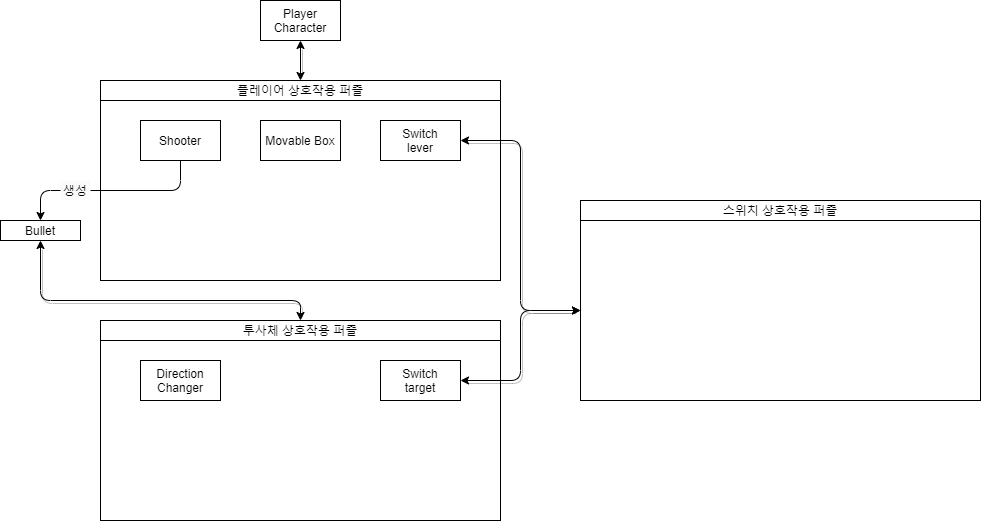 Player
Character
플레이어 상호작용 퍼즐
Shooter
Movable Box
Switch
lever
생성
Bullet
스위치 상호작용 퍼즐
투사체 상호작용 퍼즐
Direction
Changer
Switch
target